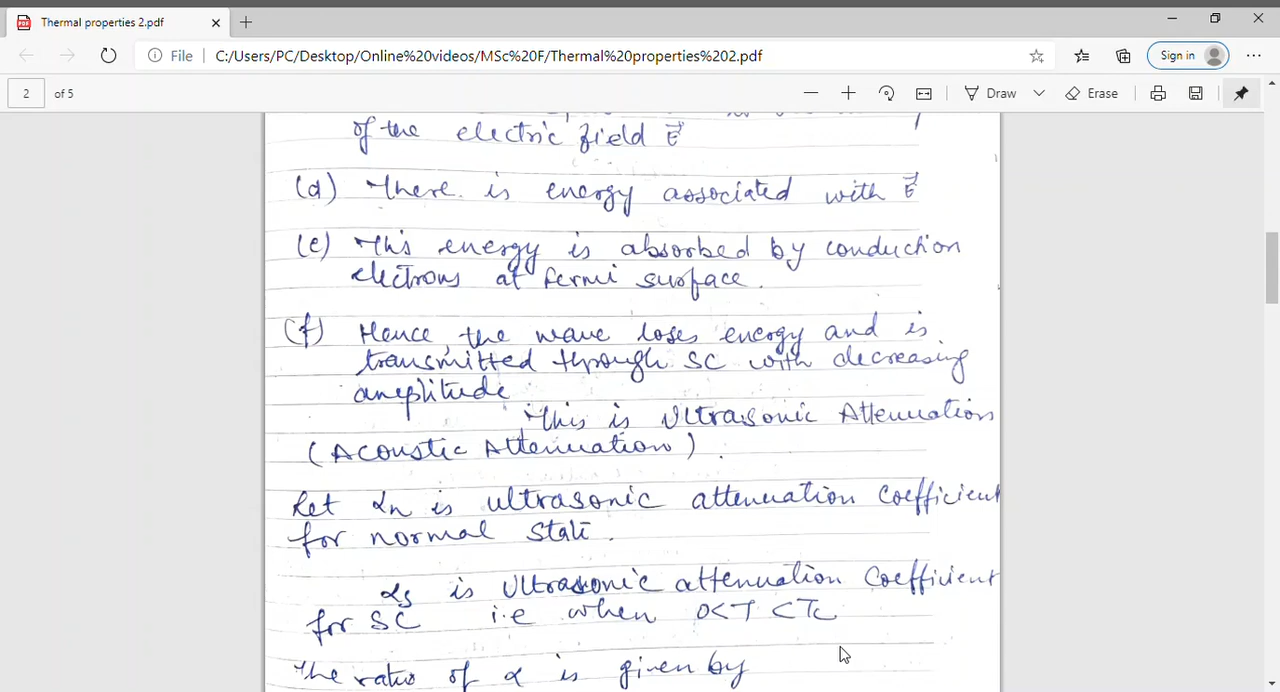 Thermal properties 2.pdf
File
C:/Users/PC/Desktop/Online%20videos/MSc%20F/Thermal%20properties%202.pdf
Sign in
2 of 5
Draw
Erase
of the electric field E⃗
(d) There is energy associated with E⃗
(e) This energy is absorbed by conduction
electrons at fermi surface.
(f) Hence, the wave loses energy and is
transmitted through SC with decreasing
amplitude
This is Ultrasonic Attenuation
(Acoustic Attenuation).
Let αn is ultrasonic attenuation coefficient
for normal state.
αs is Ultrasonic attenuation coefficient
for SC i.e when 0<T<Tc
The ratio of α is given by